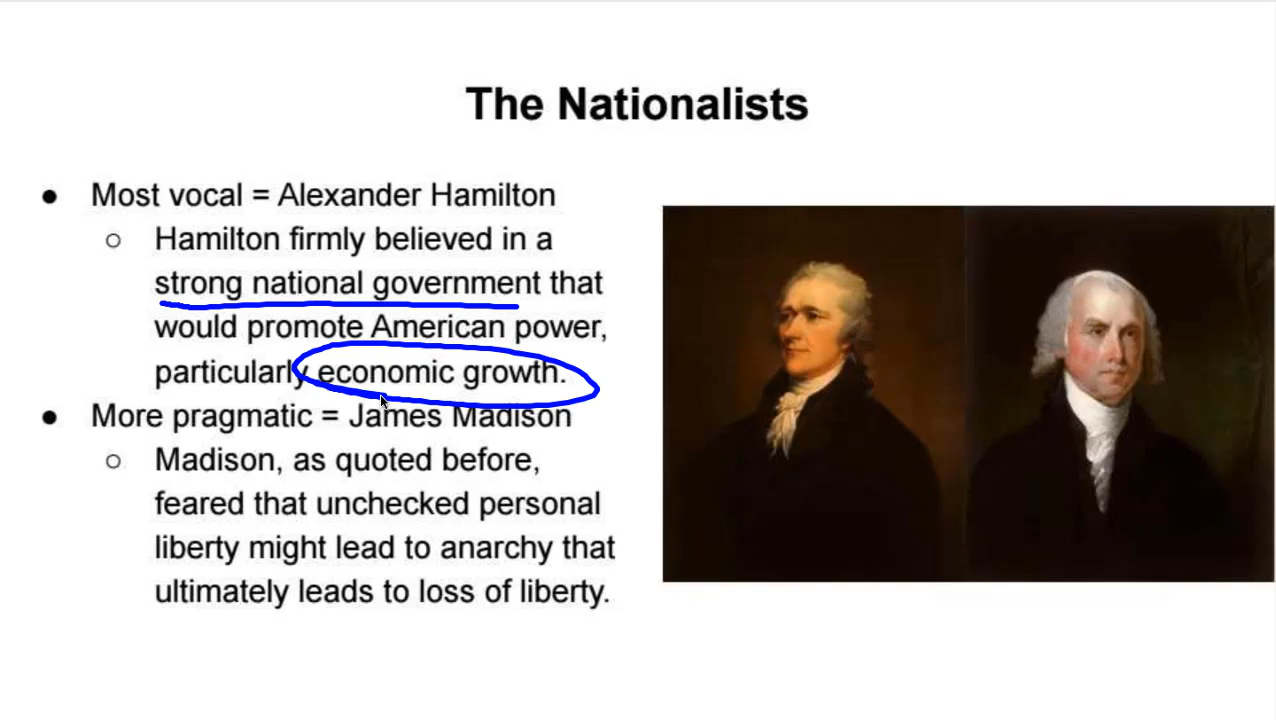 The Nationalists
● Most vocal = Alexander Hamilton
○ Hamilton firmly believed in a
strong national government that
would promote American power,
particularly economic growth.
● More pragmatic = James Madison
○ Madison, as quoted before,
feared that unchecked personal
liberty might lead to anarchy that
ultimately leads to loss of liberty.